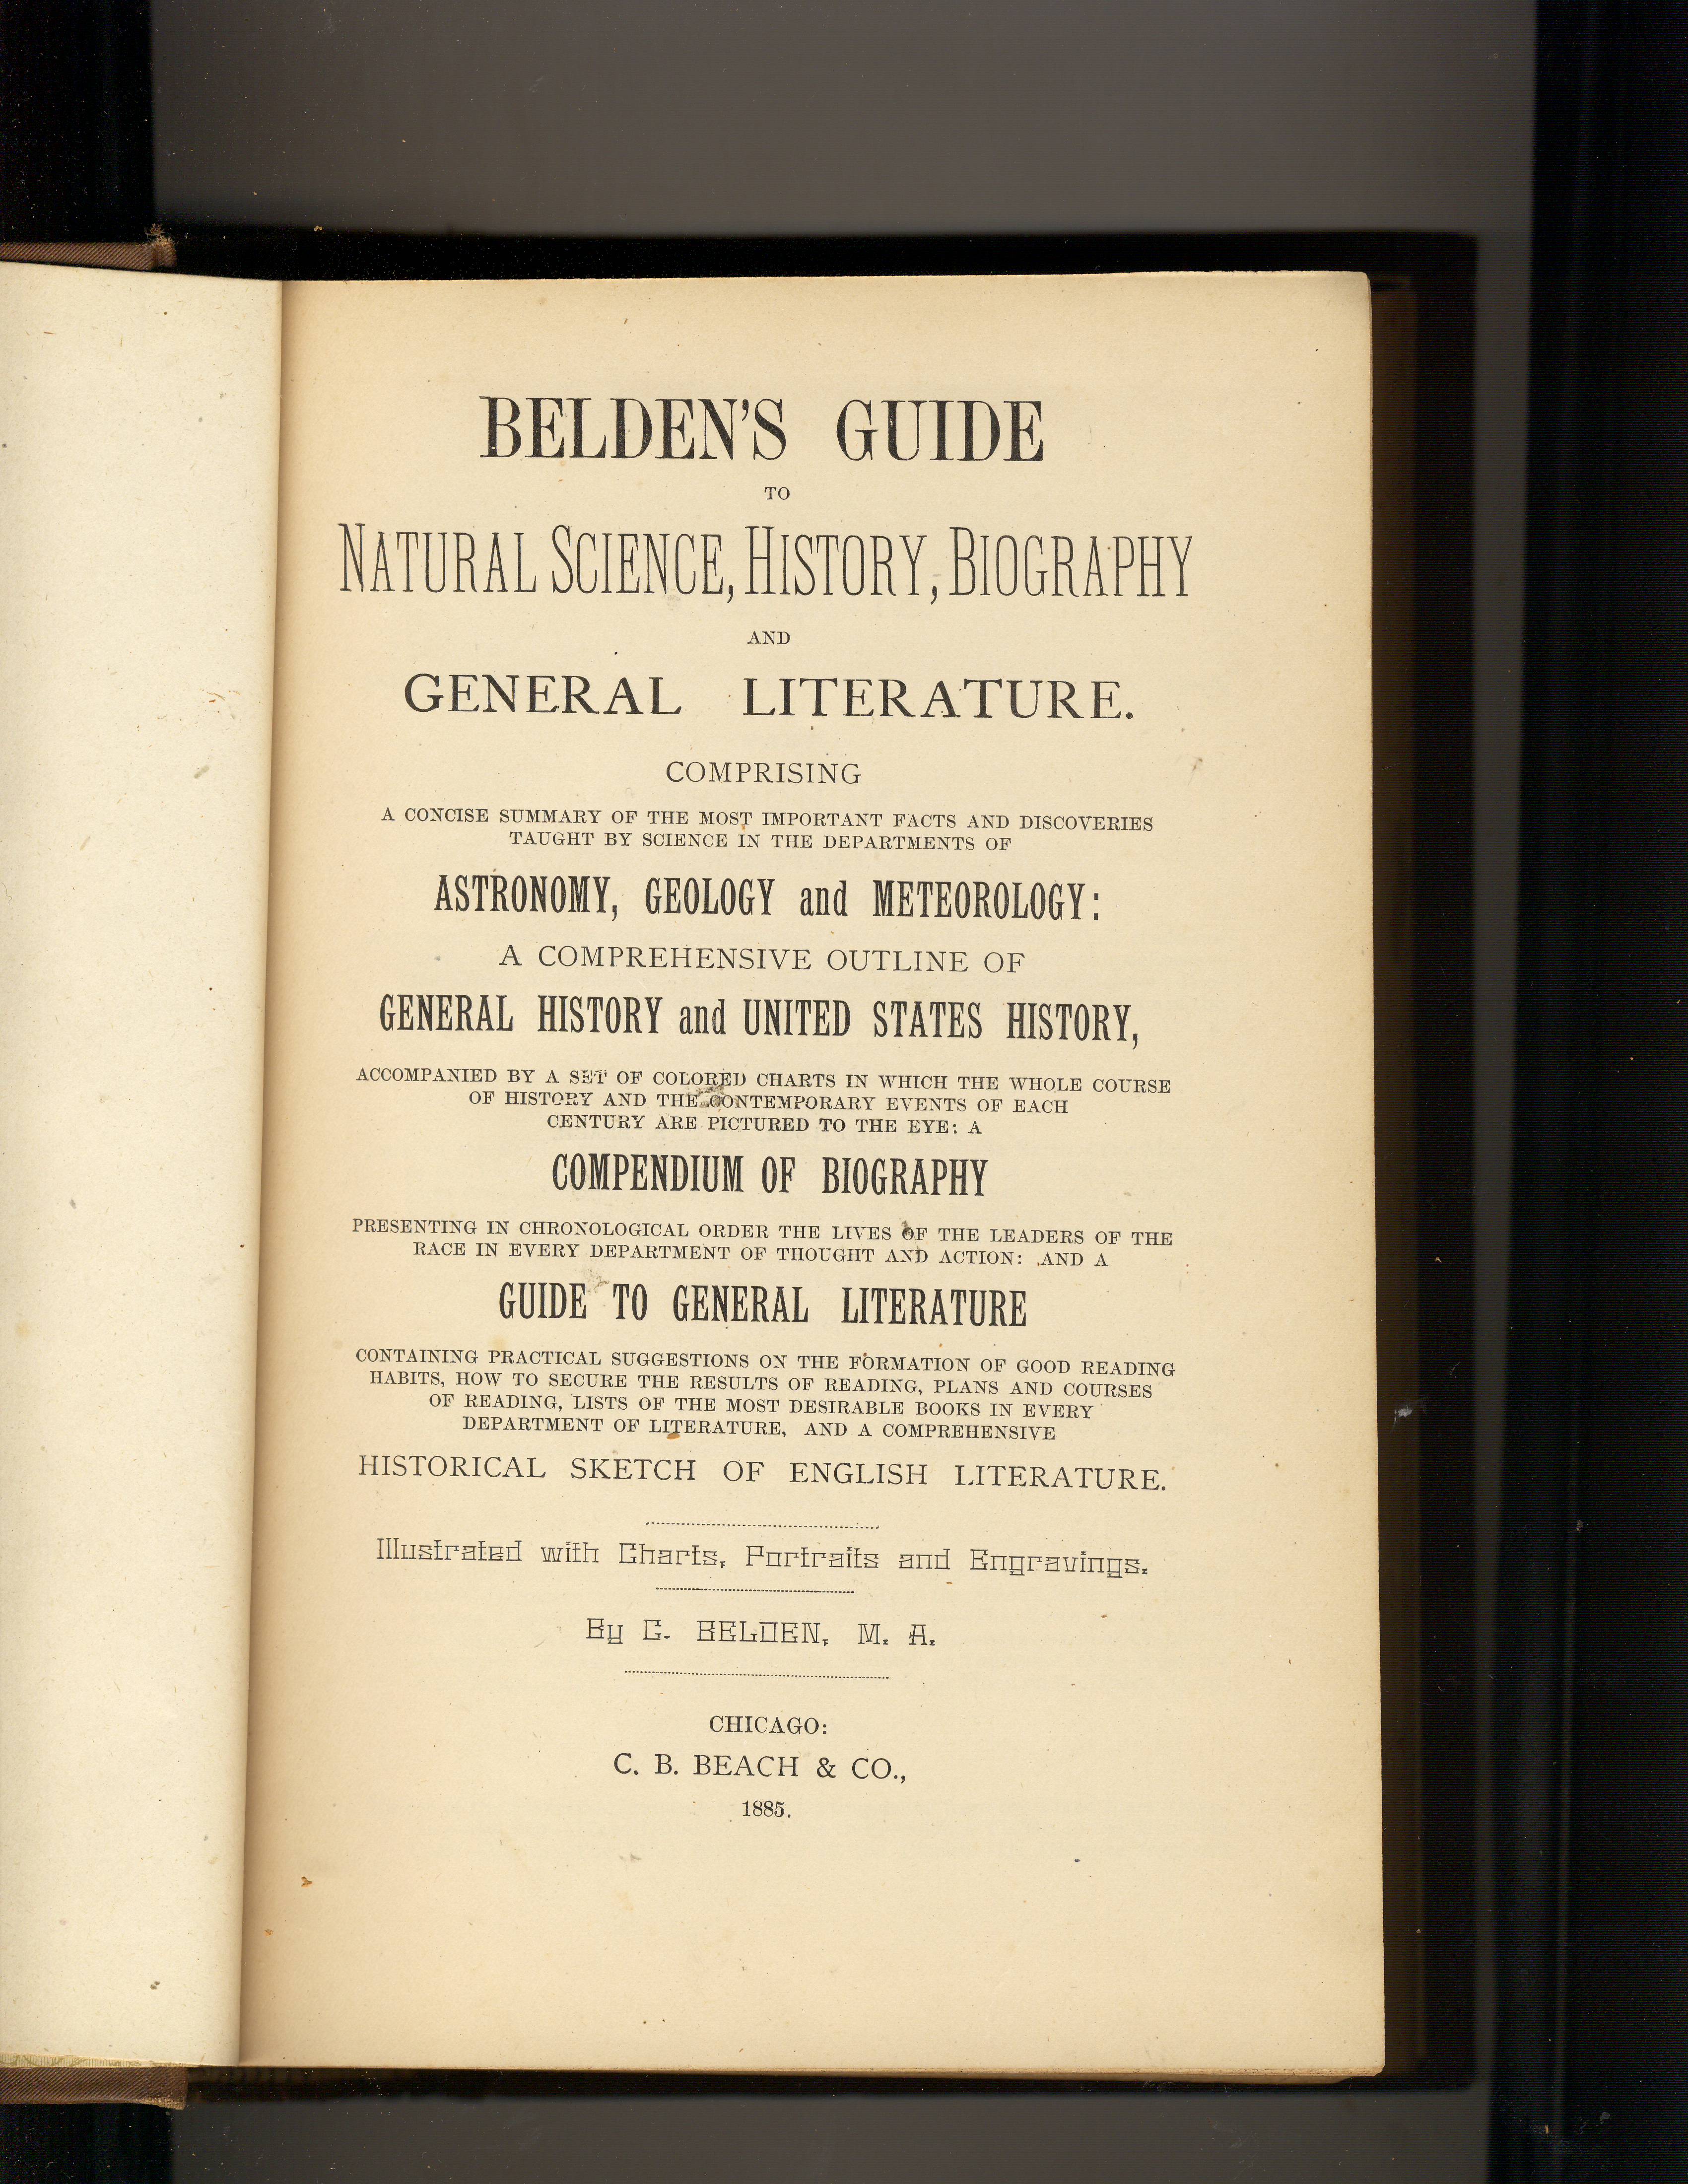 BELDEN'S GUIDE
TO
NATURAL SCIENCE, HISTORY, BIOGRAPHY
AND
GENERAL LITERATURE.
COMPRISING
A CONCISE SUMMARY OF THE MOST IMPORTANT FACTS AND DISCOVERIES
TAUGHT BY SCIENCE IN THE DEPARTMENTS OF
ASTRONOMY, GEOLOGY and METEOROLOGY:
A COMPREHENSIVE OUTLINE OF
GENERAL HISTORY and UNITED STATES HISTORY,
ACCOMPANIED BY A SET OF COLORED CHARTS IN WHICH THE WHOLE COURSE
OF HISTORY AND THE CONTEMPORARY EVENTS OF EACH
CENTURY ARE PICTURED TO THE EYE: A
COMPENDIUM OF BIOGRAPHY
PRESENTING IN CHRONOLOGICAL ORDER THE LIVES OF THE LEADERS OF THE
RACE IN EVERY DEPARTMENT OF THOUGHT AND ACTION: AND A
GUIDE TO GENERAL LITERATURE
CONTAINING PRACTICAL SUGGESTIONS ON THE FORMATION OF GOOD READING
HABITS, HOW TO SECURE THE RESULTS OF READING, PLANS AND COURSES
OF READING, LISTS OF THE MOST DESIRABLE BOOKS IN EVERY
DEPARTMENT OF LITERATURE, AND A COMPREHENSIVE
HISTORICAL SKETCH OF ENGLISH LITERATURE.
Illustrated with Charts, Portraits and Engravings.
By G. BELDEN, M. A.
CHICAGO:
C. B. BEACH & CO.,
1885.